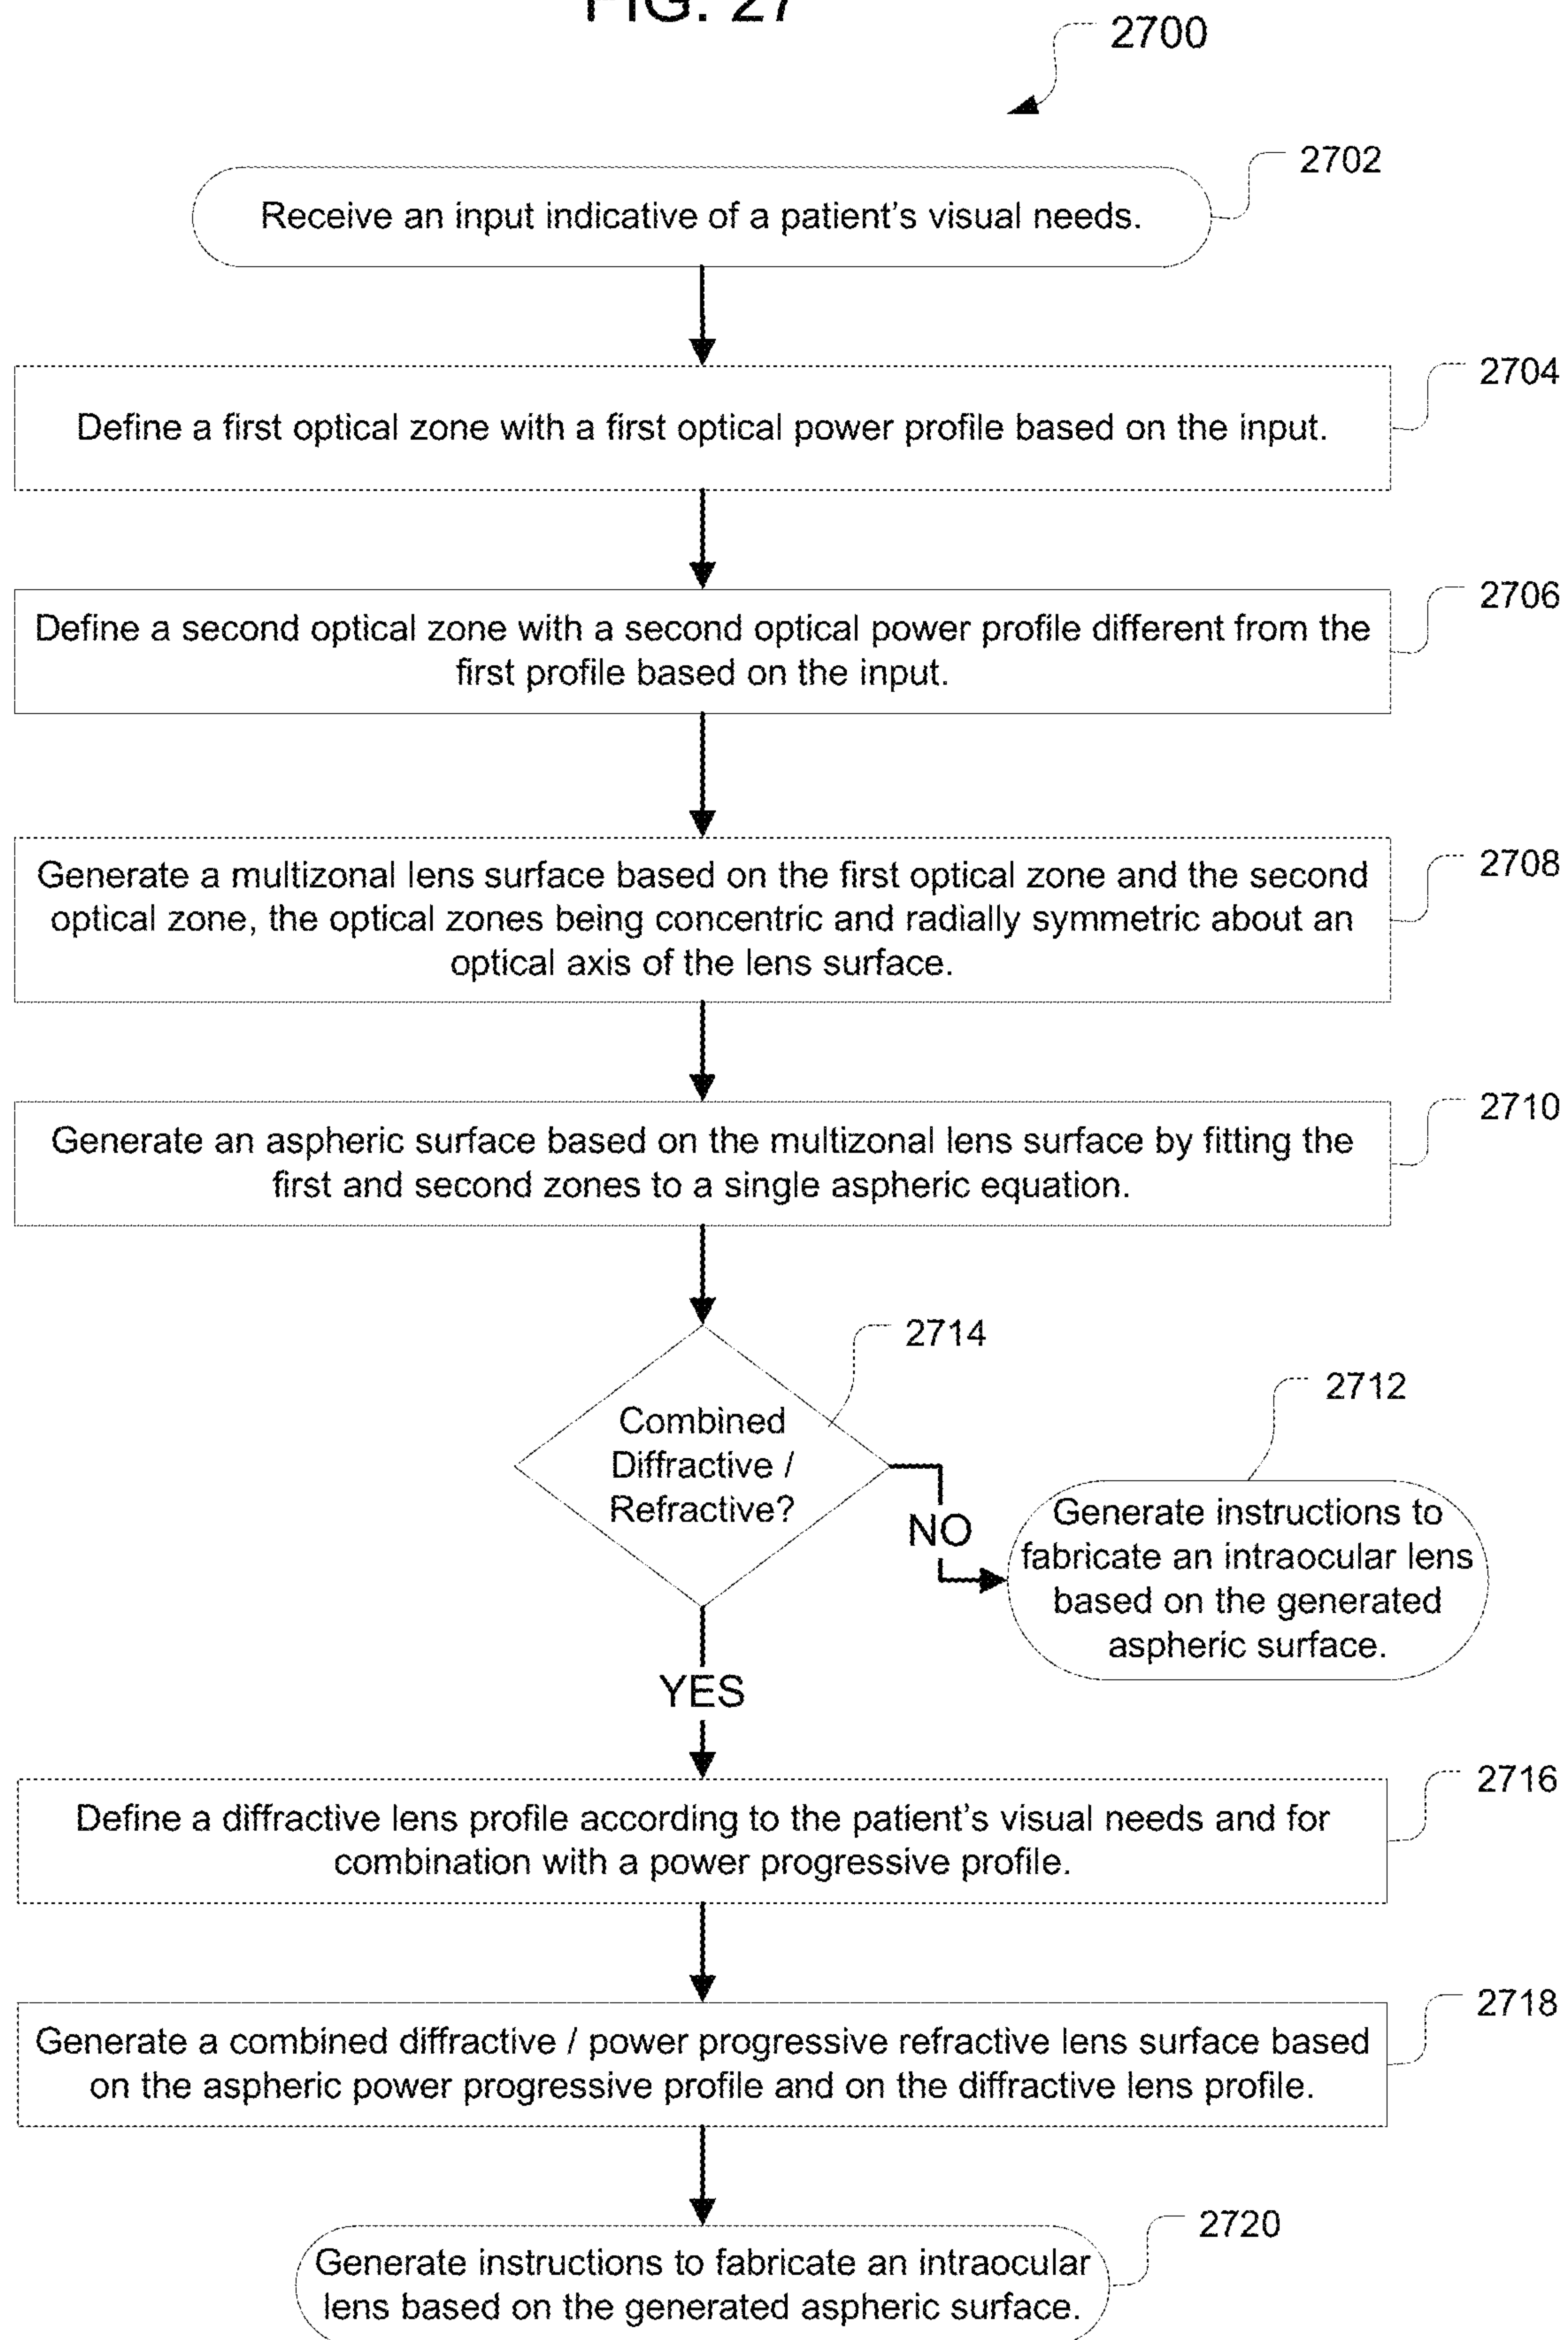 FIG. 27
2700
2702
Receive an input indicative of a patient's visual needs.
2704
Define a first optical zone with a first optical power profile based on the input.
2706
Define a second optical zone with a second optical power profile different from the
first profile based on the input.
2708
Generate a multizonal lens surface based on the first optical zone and the second
optical zone, the optical zones being concentric and radially symmetric about an
optical axis of the lens surface.
2710
Generate an aspheric surface based on the multizonal lens surface by fitting the
first and second zones to a single aspheric equation.
2714
Combined
Diffractive /
Refractive?
NO
2712
Generate instructions to
fabricate an intraocular lens
based on the generated
aspheric surface.
YES
2716
Define a diffractive lens profile according to the patient's visual needs and for
combination with a power progressive profile.
2718
Generate a combined diffractive / power progressive refractive lens surface based
on the aspheric power progressive profile and on the diffractive lens profile.
2720
Generate instructions to fabricate an intraocular
lens based on the generated aspheric surface.